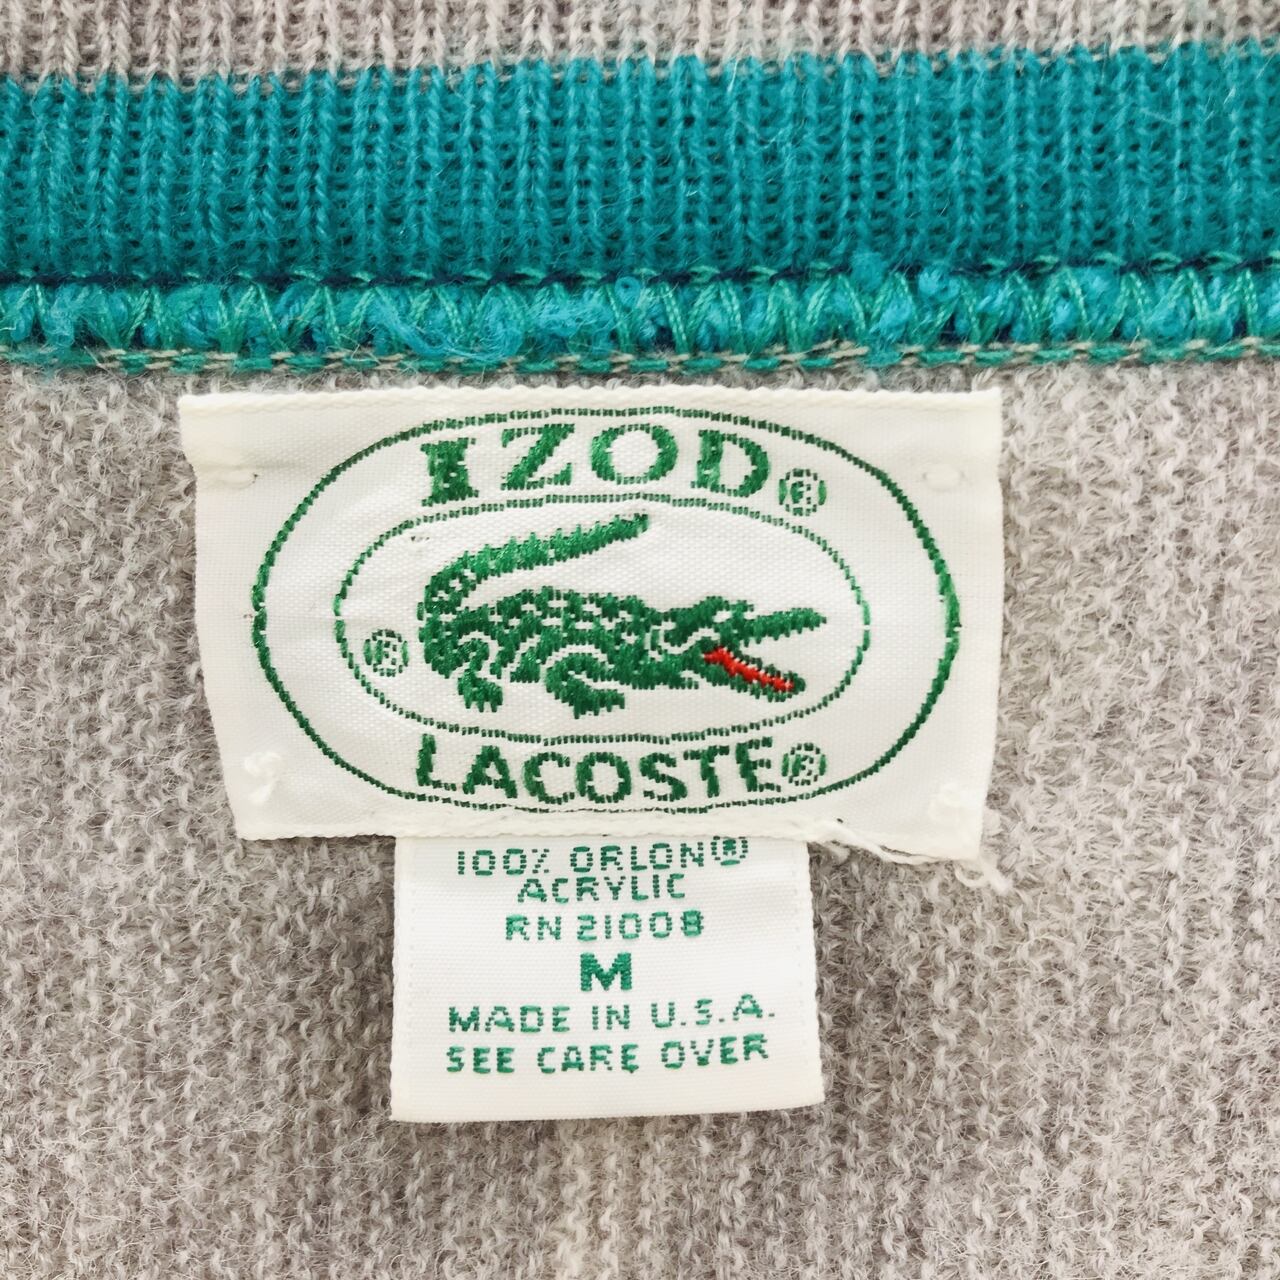 IZOD®
®
LACOSTE®
100% ORLON®
ACRYLIC
RN 21008
M
MADE IN U.S.A.
SEE CARE OVER